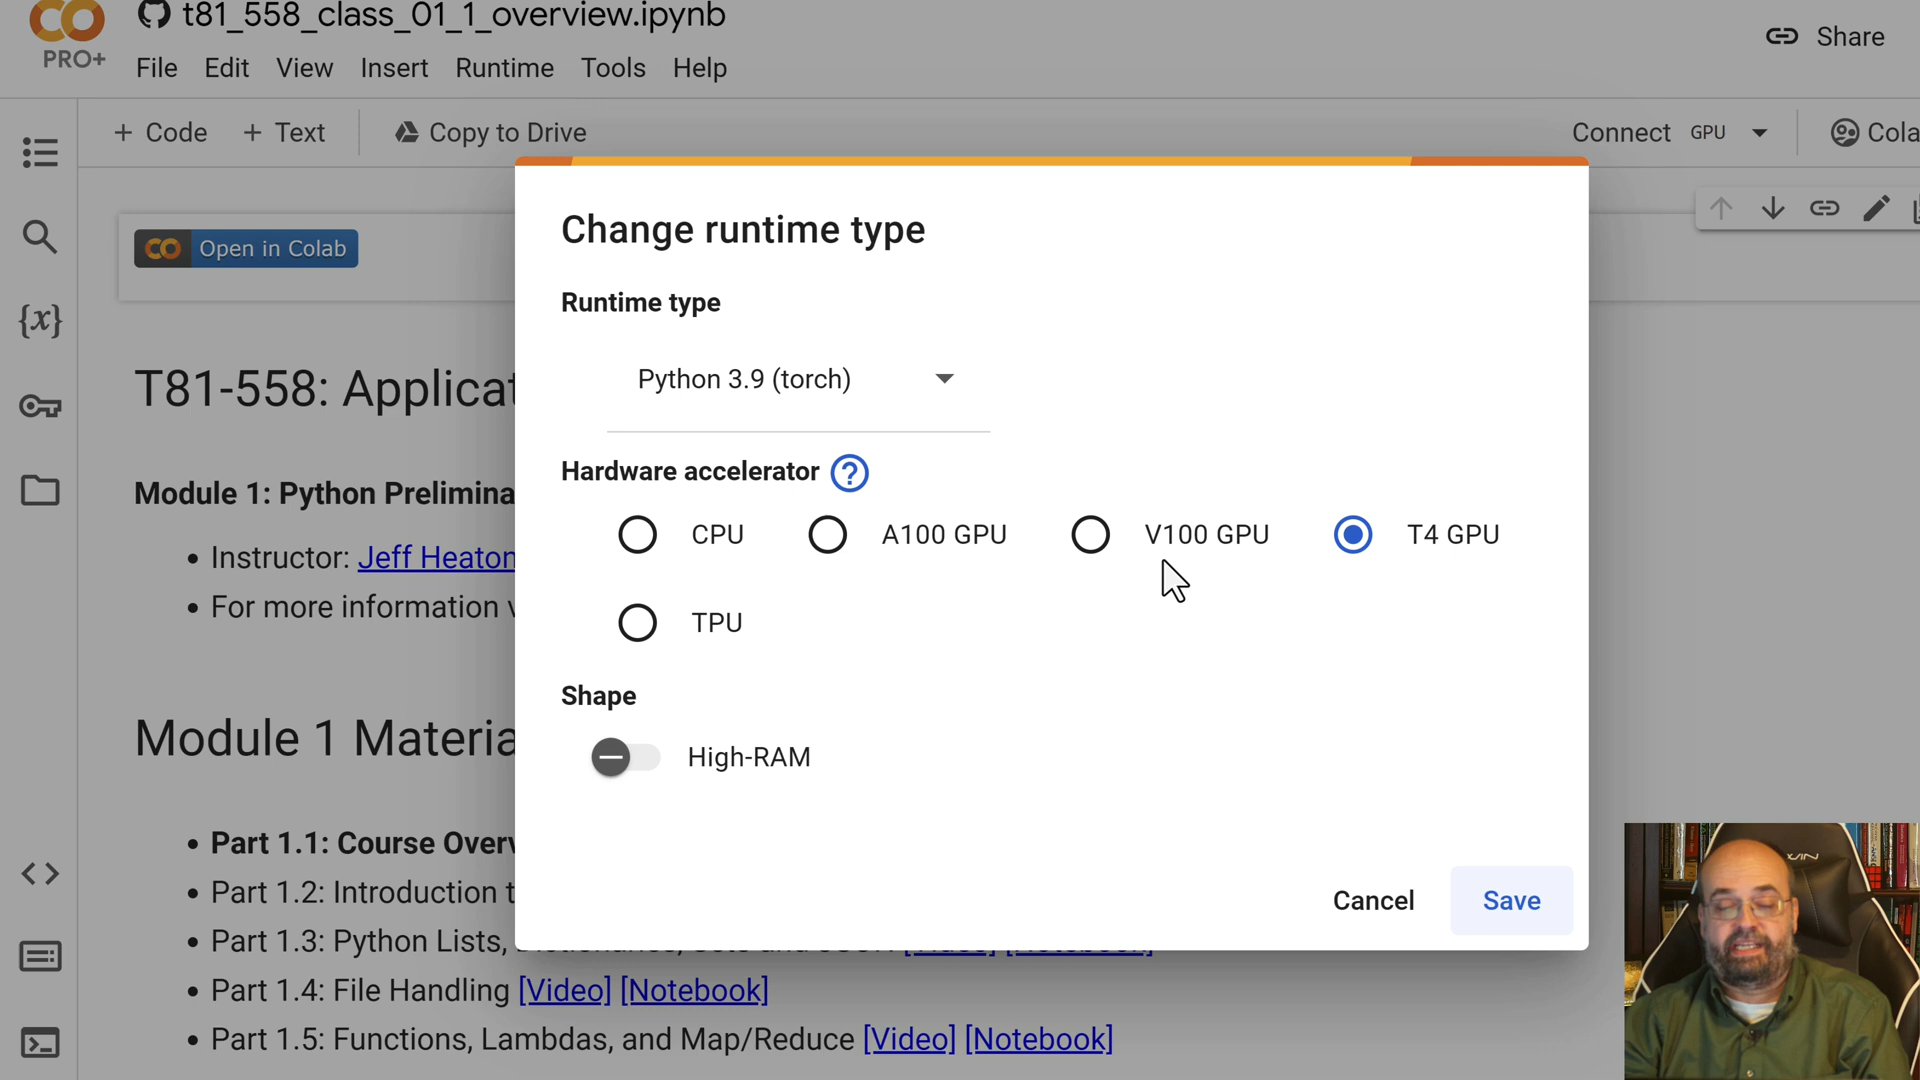 t81_558_class_01_1_overview.ipynb
PRO+
File Edit View Insert Runtime Tools Help
Share
+ Code + Text Copy to Drive
Connect GPU
Open in Colab
{x}
T81-558: Applicat
Module 1: Python Prelimina
• Instructor: Jeff Heaton
• For more information
Module 1 Materia
• Part 1.1: Course Overv
• Part 1.2: Introduction t
• Part 1.3: Python Lists,
• Part 1.4: File Handling [Video] [Notebook]
• Part 1.5: Functions, Lambdas, and Map/Reduce [Video] [Notebook]
Change runtime type
Runtime type
Python 3.9 (torch)
Hardware accelerator ?
CPU A100 GPU V100 GPU T4 GPU
TPU
Shape
High-RAM
Cancel Save